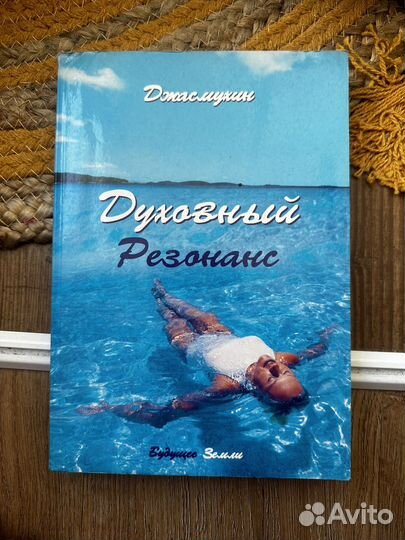 Джасмухин
Духовный
Резонанс
Будущее Земли
Avito